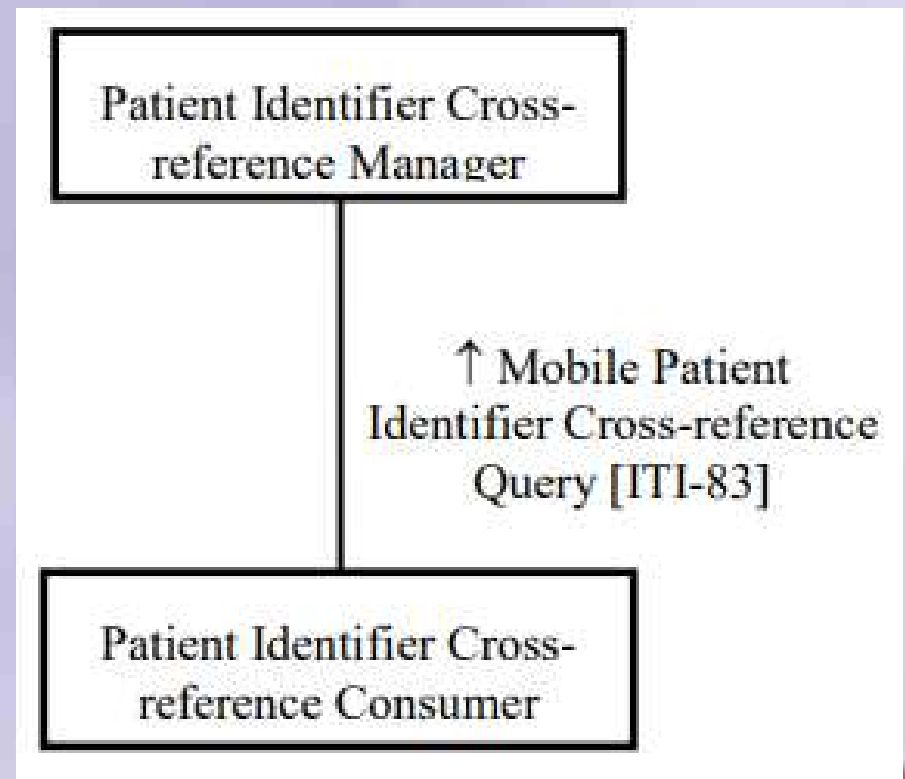 Patient Identifier Cross-
reference Manager
↑ Mobile Patient
Identifier Cross-reference
Query [ITI-83]
Patient Identifier Cross-
reference Consumer